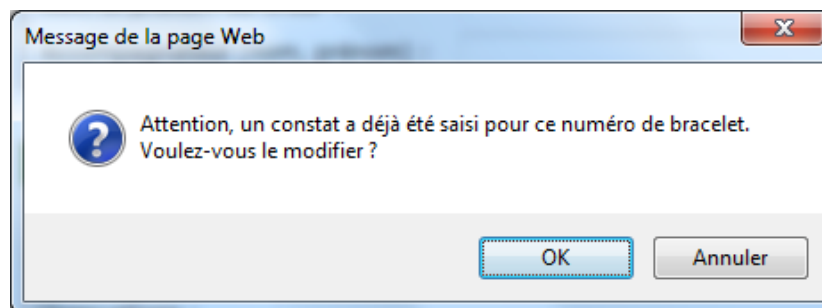 Message de la page Web
Attention, un constat a déjà été saisi pour ce numéro de bracelet.
Voulez-vous le modifier ?
OK
Annuler